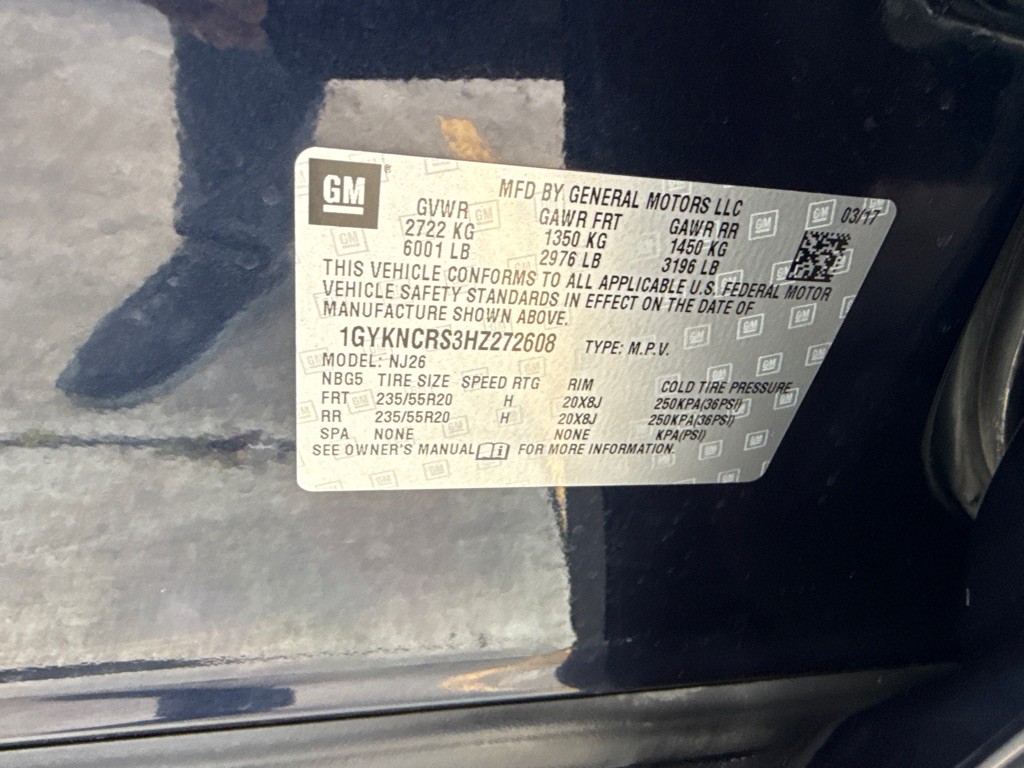 GM ®
MFD BY GENERAL MOTORS LLC 03/17
GVWR GAWR FRT GAWR RR
2722 KG 1350 KG 1450 KG
6001 LB 2976 LB 3196 LB
THIS VEHICLE CONFORMS TO ALL APPLICABLE U.S. FEDERAL MOTOR
VEHICLE SAFETY STANDARDS IN EFFECT ON THE DATE OF
MANUFACTURE SHOWN ABOVE.
1GYKNCRS3HZ272608 TYPE: M.P.V.
MODEL: NJ26
NBG5 TIRE SIZE SPEED RTG RIM COLD TIRE PRESSURE
FRT 235/55R20 H 20X8J 250KPA(36PSI)
RR 235/55R20 H 20X8J 250KPA(36PSI)
SPA NONE NONE KPA(PSI)
SEE OWNER'S MANUAL FOR MORE INFORMATION.